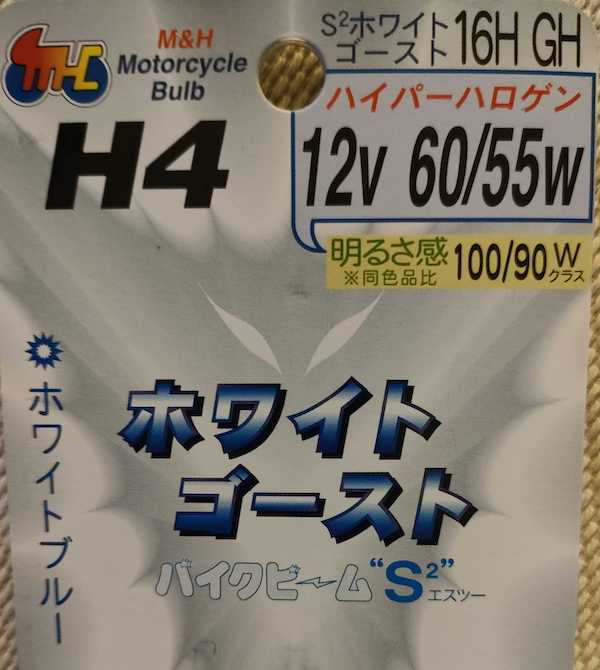 MHC
M&H
Motorcycle
Bulb
S²ホワイト
ゴースト 16H GH
ハイパーハロゲン
H4
12v 60/55w
明るさ感
※同色品比
100/90 W
クラス
ホワイトブルー
ホワイト
ゴースト
バイクビーム "S²"
エスツー